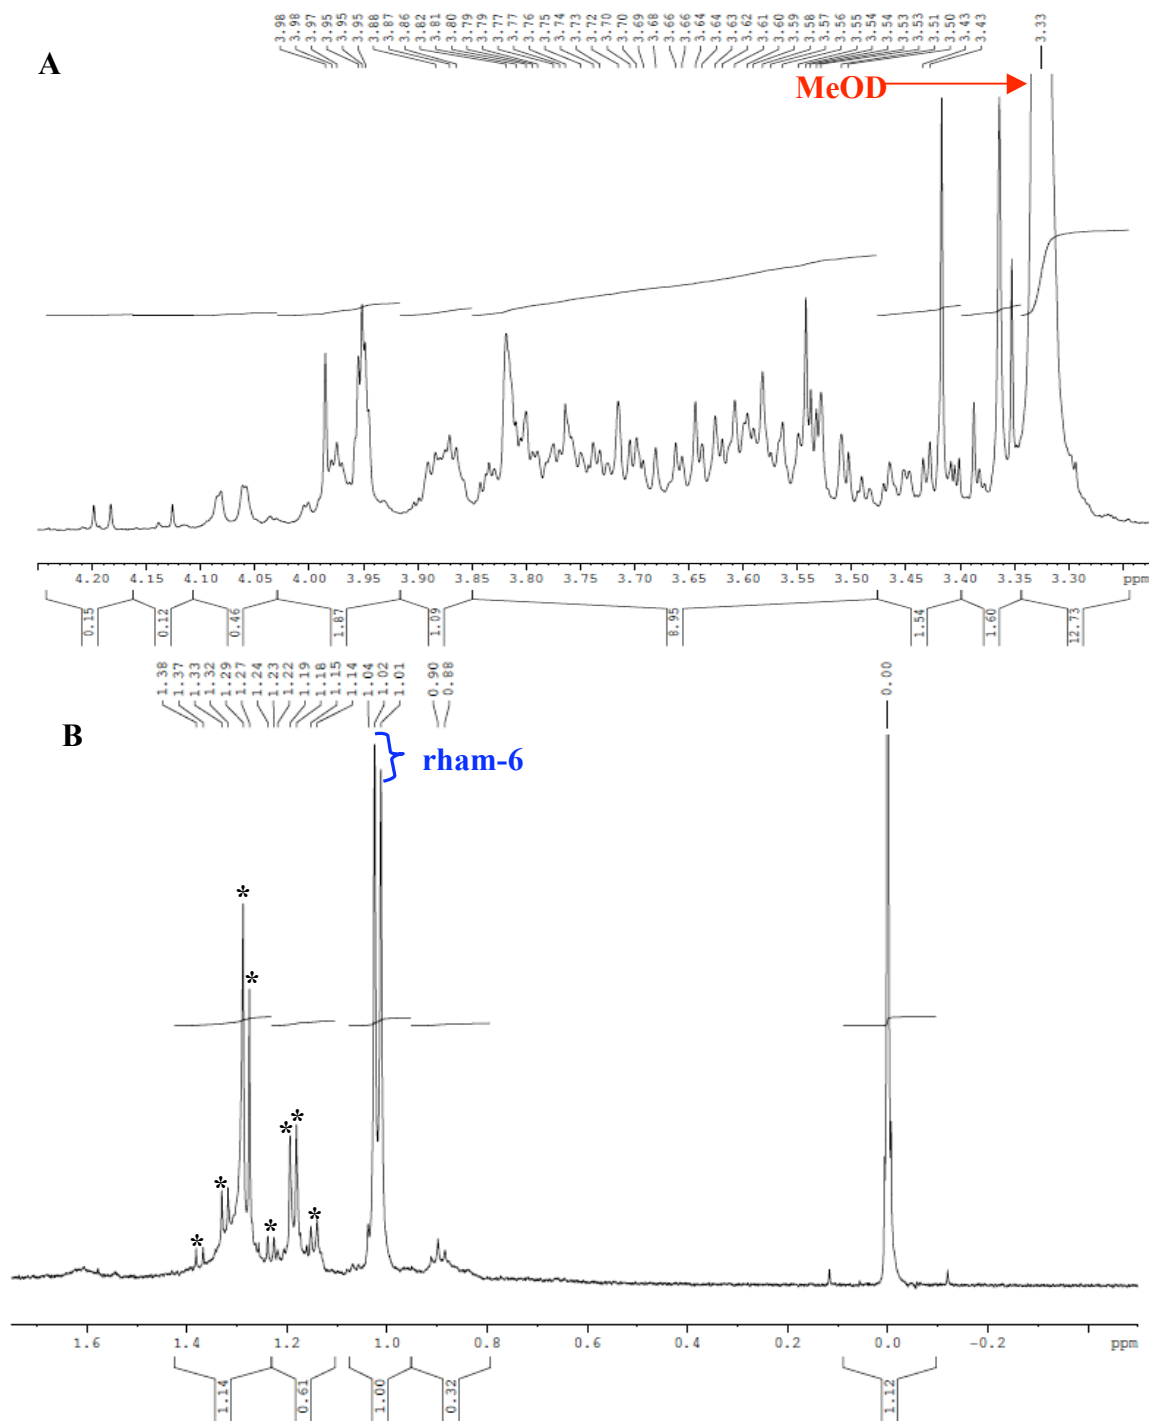 3.98 3.98 3.97 3.95 3.95 3.95 3.88 3.87 3.86 3.82 3.81 3.80 3.79 3.79 3.77 3.77 3.76 3.75 3.74 3.73 3.72 3.70 3.70 3.69 3.68 3.66 3.66 3.64 3.64 3.63 3.62 3.61 3.60 3.59 3.58 3.57 3.56 3.55 3.54 3.54 3.53 3.53 3.51 3.50 3.43 3.43 3.33
A
MeOD
4.20 4.15 4.10 4.05 4.00 3.95 3.90 3.85 3.80 3.75 3.70 3.65 3.60 3.55 3.50 3.45 3.40 3.35 3.30 ppm
0.15 0.12 0.46 1.87 1.09 8.95 1.54 1.60 12.73
1.38 1.37 1.33 1.32 1.29 1.27 1.24 1.23 1.22 1.19 1.18 1.15 1.14 1.04 1.02 1.01 0.90 0.88 0.00
B
rham-6
*
*
* *
*
* *
*
1.6 1.4 1.2 1.0 0.8 0.6 0.4 0.2 0.0 -0.2 ppm
1.14 0.61 1.00 0.32 1.12